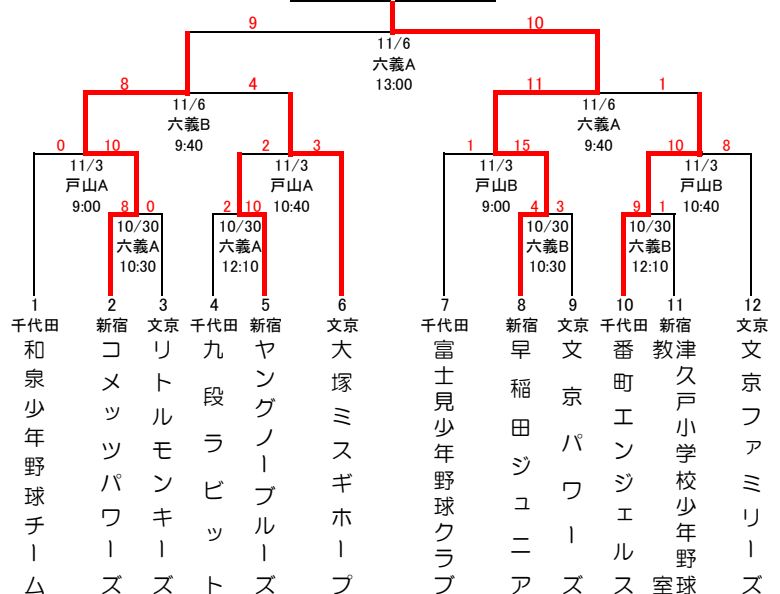 9 10
11/6
六義A
13:00
8 4 11 1
11/6 11/6
六義B 六義A
9:40 9:40
0 10 2 3 1 15 10 8
11/3 11/3 11/3 11/3
戸山A 戸山A 戸山B 戸山B
9:00 10:40 9:00 10:40
8 0 2 10 4 3 9 1
10/30 10/30 10/30 10/30
六義A 六義A 六義B 六義B
10:30 12:10 10:30 12:10
1 2 3 4 5 6 7 8 9 10 11 12
千代田 新宿 文京 千代田 新宿 文京 千代田 新宿 文京 千代田 新宿 文京
和泉少年野球チーム
コメッツパワーズ
リトルモンキーズ
九段ラビット
ヤングノーブルーズ
大塚ミスギホープ
富士見少年野球クラブ
早稲田ジュニア
文京パワーズ
番町エンジェルス
津久戸小学校少年野球
教室
文京ファミリーズ